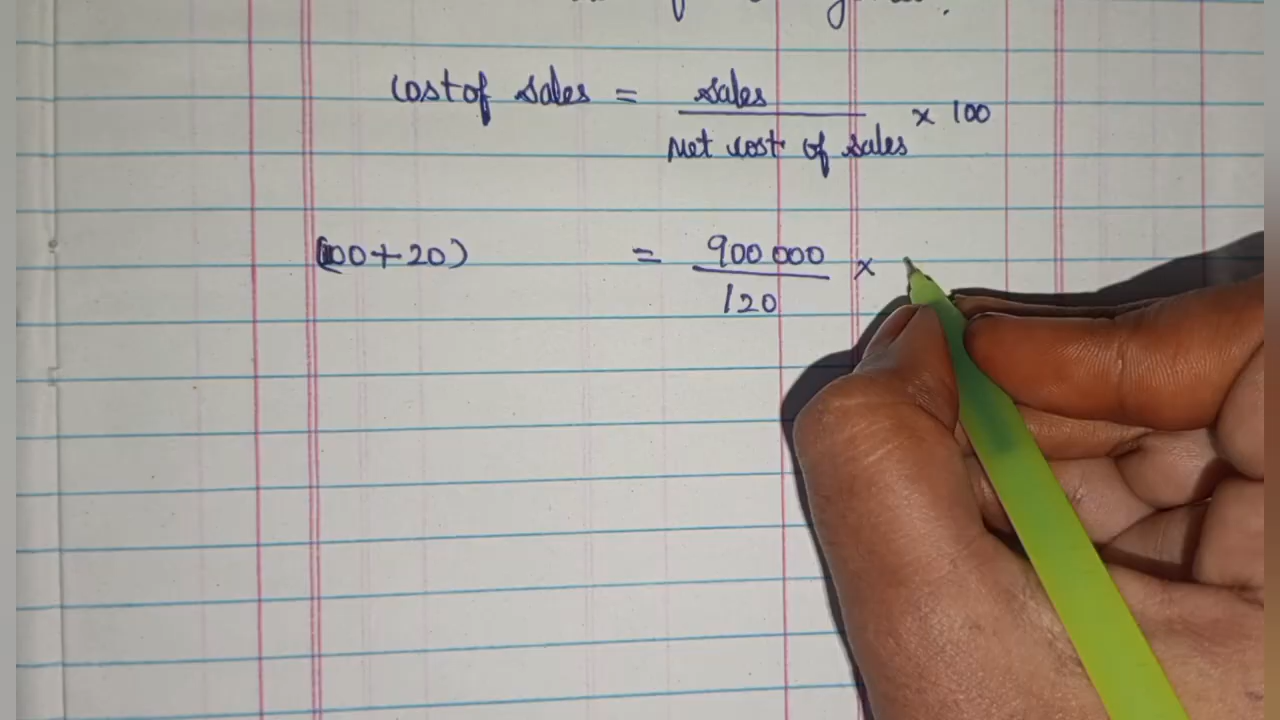 cost of sales = sales / net cost of sales × 100
(100+20) = 900 000 / 120 ×